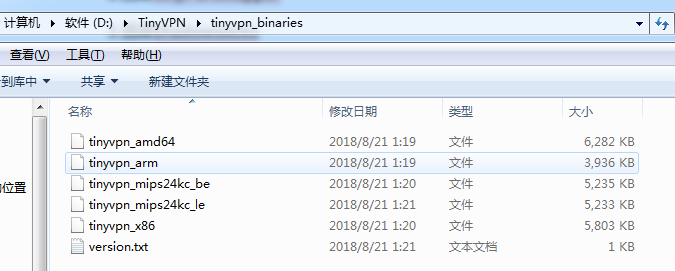 计算机 ▸ 软件 (D:) ▸ TinyVPN ▸ tinyvpn_binaries
查看(V) 工具(T) 帮助(H)
到库中 共享 新建文件夹
名称 修改日期 类型 大小
tinyvpn_amd64 2018/8/21 1:19 文件 6,282 KB
tinyvpn_arm 2018/8/21 1:19 文件 3,936 KB
tinyvpn_mips24kc_be 2018/8/21 1:20 文件 5,235 KB
的位置
tinyvpn_mips24kc_le 2018/8/21 1:21 文件 5,233 KB
tinyvpn_x86 2018/8/21 1:20 文件 5,803 KB
version.txt 2018/8/21 1:21 文本文档 1 KB